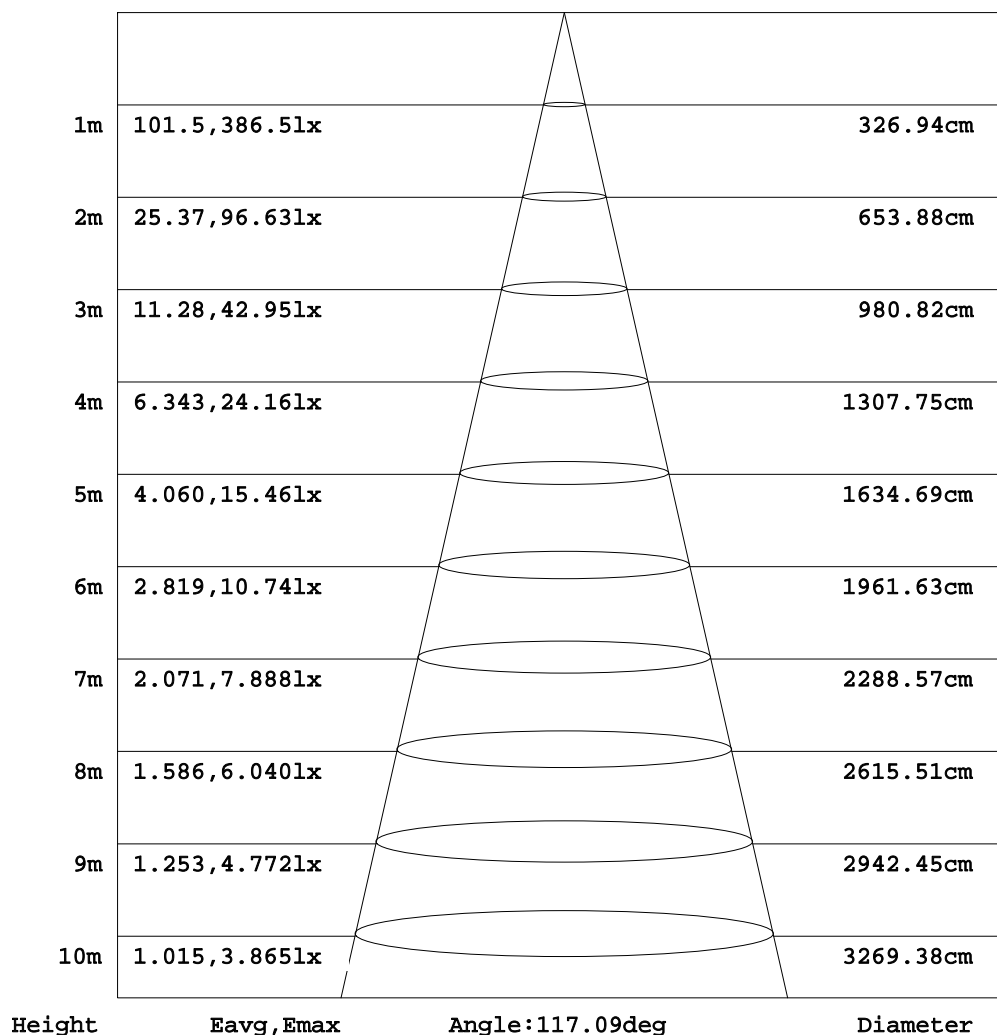 1m 101.5,386.5lx 326.94cm
2m 25.37,96.63lx 653.88cm
3m 11.28,42.95lx 980.82cm
4m 6.343,24.16lx 1307.75cm
5m 4.060,15.46lx 1634.69cm
6m 2.819,10.74lx 1961.63cm
7m 2.071,7.888lx 2288.57cm
8m 1.586,6.040lx 2615.51cm
9m 1.253,4.772lx 2942.45cm
10m 1.015,3.865lx 3269.38cm
Height Eavg,Emax Angle:117.09deg Diameter